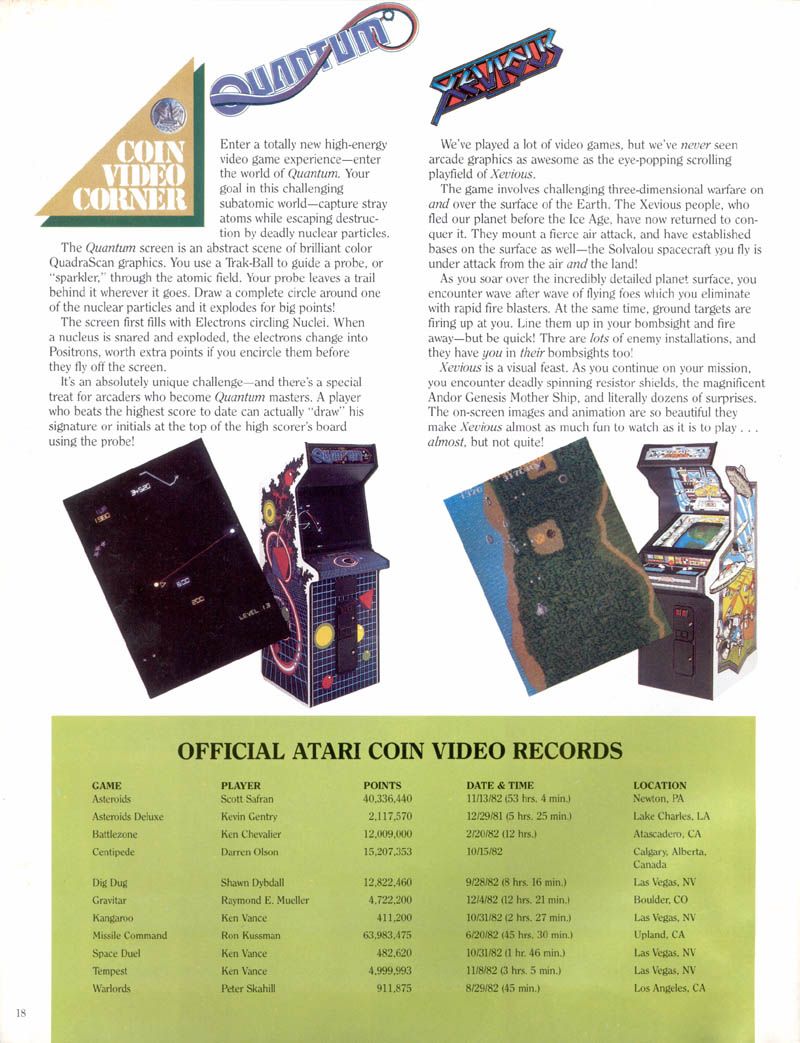 QUANTUM
XEVIOUS
COIN
VIDEO
CORNER
Enter a totally new high-energy
video game experience—enter
the world of Quantum. Your
goal in this challenging
subatomic world—capture stray
atoms while escaping destruc-
tion by deadly nuclear particles.
The Quantum screen is an abstract scene of brilliant color
QuadraScan graphics. You use a Trak-Ball to guide a probe, or
“sparkler,” through the atomic field. Your probe leaves a trail
behind it wherever it goes. Draw a complete circle around one
of the nuclear particles and it explodes for big points!
The screen first fills with Electrons circling Nuclei. When
a nucleus is snared and exploded, the electrons change into
Positrons, worth extra points if you encircle them before
they fly off the screen.
It's an absolutely unique challenge—and there's a special
treat for arcaders who become Quantum masters. A player
who beats the highest score to date can actually “draw” his
signature or initials at the top of the high scorer's board
using the probe!
We've played a lot of video games, but we've never seen
arcade graphics as awesome as the eye-popping scrolling
playfield of Xevious.
The game involves challenging three-dimensional warfare on
and over the surface of the Earth. The Xevious people, who
fled our planet before the Ice Age, have now returned to con-
quer it. They mount a fierce air attack, and have established
bases on the surface as well—the Solvalou spacecraft you fly is
under attack from the air and the land!
As you soar over the incredibly detailed planet surface, you
encounter wave after wave of flying foes which you eliminate
with rapid fire blasters. At the same time, ground targets are
firing up at you. Line them up in your bombsight and fire
away—but be quick! Thre are lots of enemy installations, and
they have you in their bombsights too!
Xevious is a visual feast. As you continue on your mission,
you encounter deadly spinning resistor shields, the magnificent
Andor Genesis Mother Ship, and literally dozens of surprises.
The on-screen images and animation are so beautiful they
make Xevious almost as much fun to watch as it is to play . . .
almost, but not quite!
34520
1UP
1300
600
200
LEVEL 13
Quantum
OFFICIAL ATARI COIN VIDEO RECORDS
GAME PLAYER POINTS DATE & TIME LOCATION
Asteroids Scott Safran 40,336,440 11/13/82 (53 hrs. 4 min.) Newton, PA
Asteroids Deluxe Kevin Gentry 2,117,570 12/29/81 (5 hrs. 25 min.) Lake Charles, LA
Battlezone Ken Chevalier 12,009,000 2/20/82 (12 hrs.) Atascadero, CA
Centipede Darren Olson 15,207,353 10/15/82 Calgary, Alberta,
Canada
Dig Dug Shawn Dybdall 12,822,460 9/28/82 (8 hrs. 16 min.) Las Vegas, NV
Gravitar Raymond E. Mueller 4,722,200 12/4/82 (12 hrs. 21 min.) Boulder, CO
Kangaroo Ken Vance 411,200 10/31/82 (2 hrs. 27 min.) Las Vegas, NV
Missile Command Ron Kussman 63,983,475 6/20/82 (45 hrs. 30 min.) Upland, CA
Space Duel Ken Vance 482,620 10/31/82 (1 hr. 46 min.) Las Vegas, NV
Tempest Ken Vance 4,999,993 11/8/82 (3 hrs. 5 min.) Las Vegas, NV
Warlords Peter Skahill 911,875 8/29/82 (45 min.) Los Angeles, CA
18